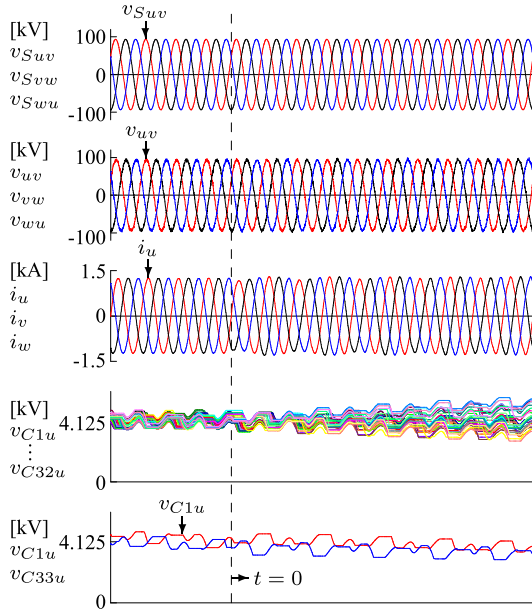 v_Suv
[kV]
100
v_Suv
v_Svw
0
v_Swu
-100
v_uv
[kV]
100
v_uv
v_vw
0
v_wu
-100
i_u
[kA]
1.5
i_u
i_v
0
i_w
-1.5
[kV]
4.125
v_C1u
⋮
v_C32u
0
v_C1u
[kV]
4.125
v_C1u
v_C33u
t = 0
0